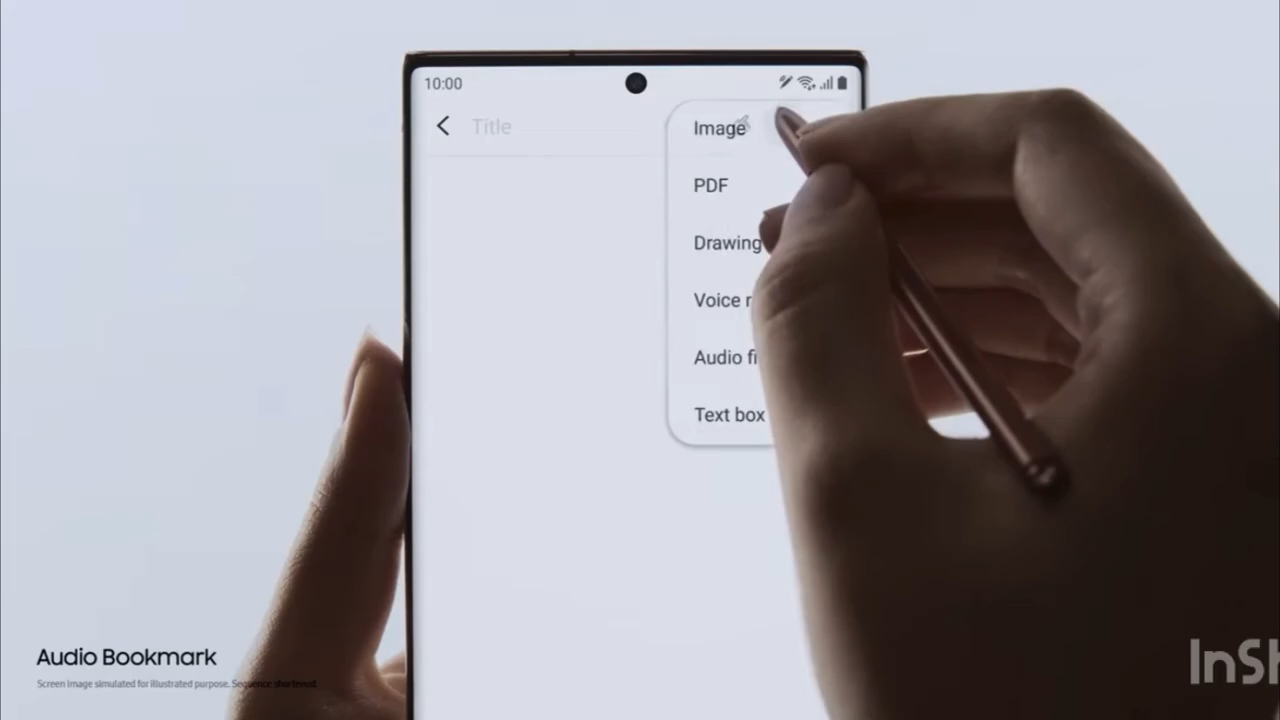 10:00
Title
Image
PDF
Drawing
Voice r
Audio fi
Text box
Audio Bookmark
Screen image simulated for illustrated purpose. Sequence shortened.
InSh